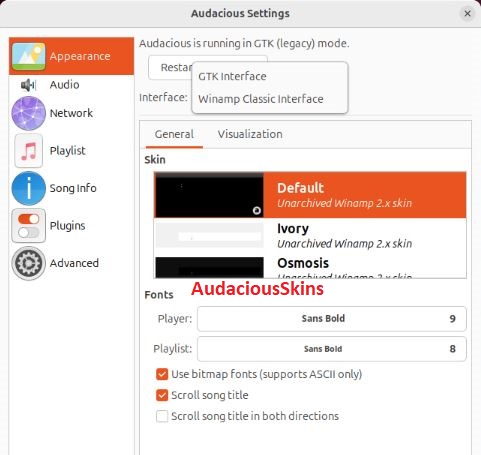 Audacious Settings
Appearance
Audio
Network
Playlist
Song Info
Plugins
Advanced
Audacious is running in GTK (legacy) mode.
Restar
Interface:
GTK Interface
Winamp Classic Interface
General
Visualization
Skin
Default
Unarchived Winamp 2.x skin
Ivory
Unarchived Winamp 2.x skin
Osmosis
Unarchived Winamp 2.x skin
AudaciousSkins
Fonts
Player:
Sans Bold 9
Playlist:
Sans Bold 8
Use bitmap fonts (supports ASCII only)
Scroll song title
Scroll song title in both directions